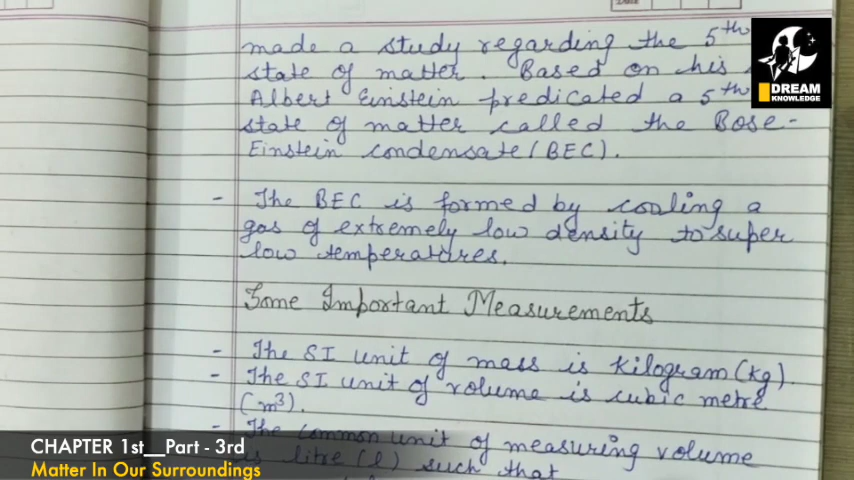 made a study regarding the 5th
state of matter. Based on his
Albert Einstein predicated a 5th
state of matter called the Bose-
Einstein condensate (BEC).
- The BEC is formed by cooling a
gas of extremely low density to super
low temperatures.
Some Important Measurements
- The SI unit of mass is kilogram (kg).
- The SI unit of volume is cubic metre
(m³).
- The common unit of measuring volume
is litre (l) such that
DATE
DREAM
KNOWLEDGE
CHAPTER 1st__Part - 3rd
Matter In Our Surroundings